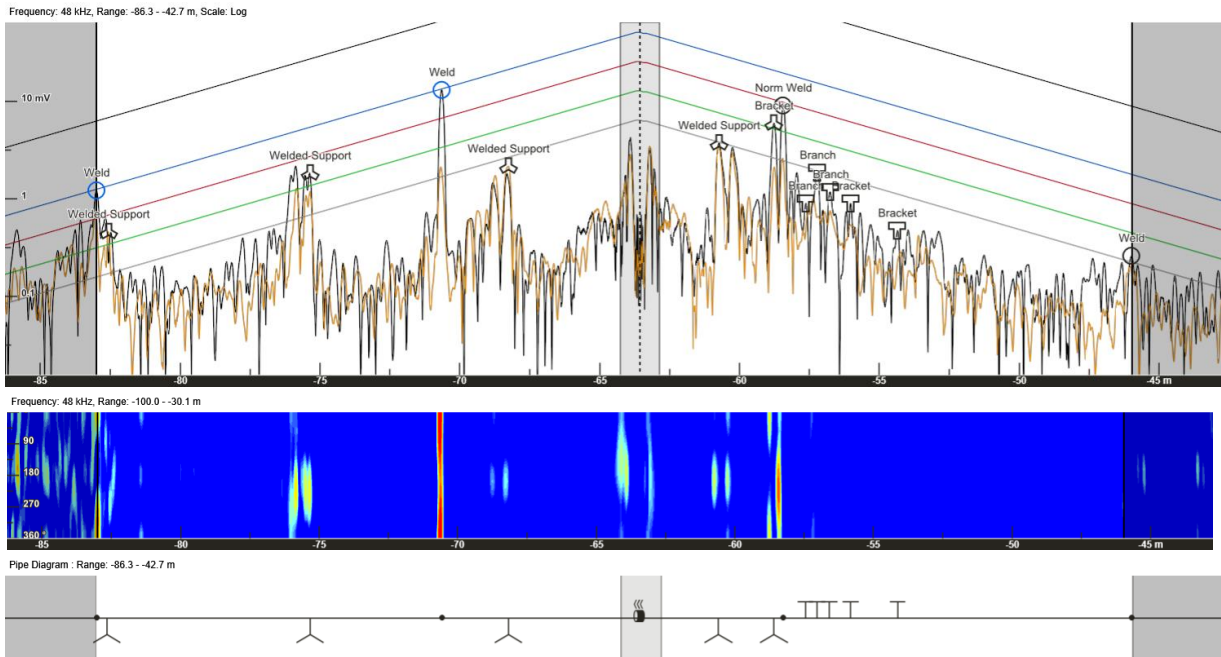 Frequency: 48 kHz, Range: -86.3 - -42.7 m, Scale: Log
10 mV
1
0.1
Weld
Welded Support
Welded Support
Weld
Welded Support
Welded Support
Norm Weld
Bracket
Branch
Branch
Branch
Bracket
Bracket
Weld
-85 -80 -75 -70 -65 -60 -55 -50 -45 m
Frequency: 48 kHz, Range: -100.0 - -30.1 m
90
180
270
360 °
-85 -80 -75 -70 -65 -60 -55 -50 -45 m
Pipe Diagram : Range: -86.3 - -42.7 m